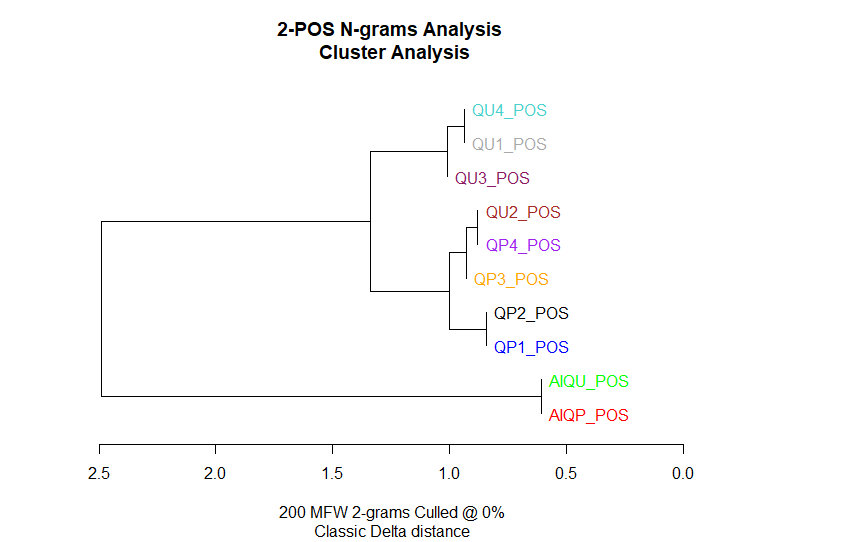 2-POS N-grams Analysis
Cluster Analysis
QU4_POS
QU1_POS
QU3_POS
QU2_POS
QP4_POS
QP3_POS
QP2_POS
QP1_POS
AIQU_POS
AIQP_POS
2.5 2.0 1.5 1.0 0.5 0.0
200 MFW 2-grams Culled @ 0%
Classic Delta distance